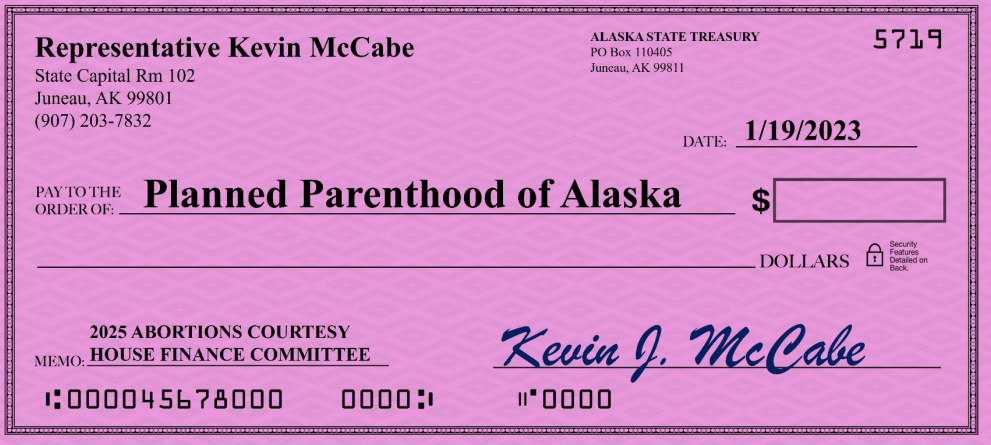 Representative Kevin McCabe
State Capital Rm 102
Juneau, AK 99801
(907) 203-7832
ALASKA STATE TREASURY
PO Box 110405
Juneau, AK 99811
5719
DATE: 1/19/2023
PAY TO THE
ORDER OF: Planned Parenthood of Alaska
$
DOLLARS
Security
Features
Detailed on
Back.
2025 ABORTIONS COURTESY
MEMO: HOUSE FINANCE COMMITTEE
Kevin J. McCabe
⑆000045678000 0000⑆ ⑈0000